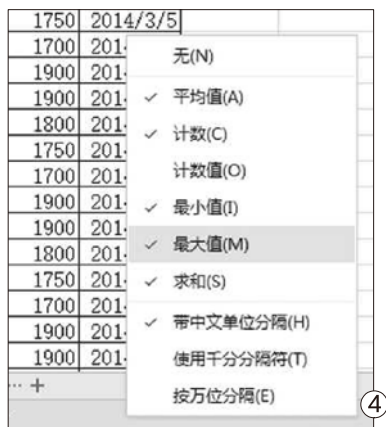 1750 2014/3/5
1700 201
1900 201
1900 201
1800 201
1750 201
1700 201
1900 201
1900 201
1800 201
1750 201
1700 201
1900 201
1900 201
无(N)
✓ 平均值(A)
✓ 计数(C)
计数值(O)
✓ 最小值(I)
✓ 最大值(M)
✓ 求和(S)
✓ 带中文单位分隔(H)
使用千分分隔符(T)
按万位分隔(E)
··· +
④